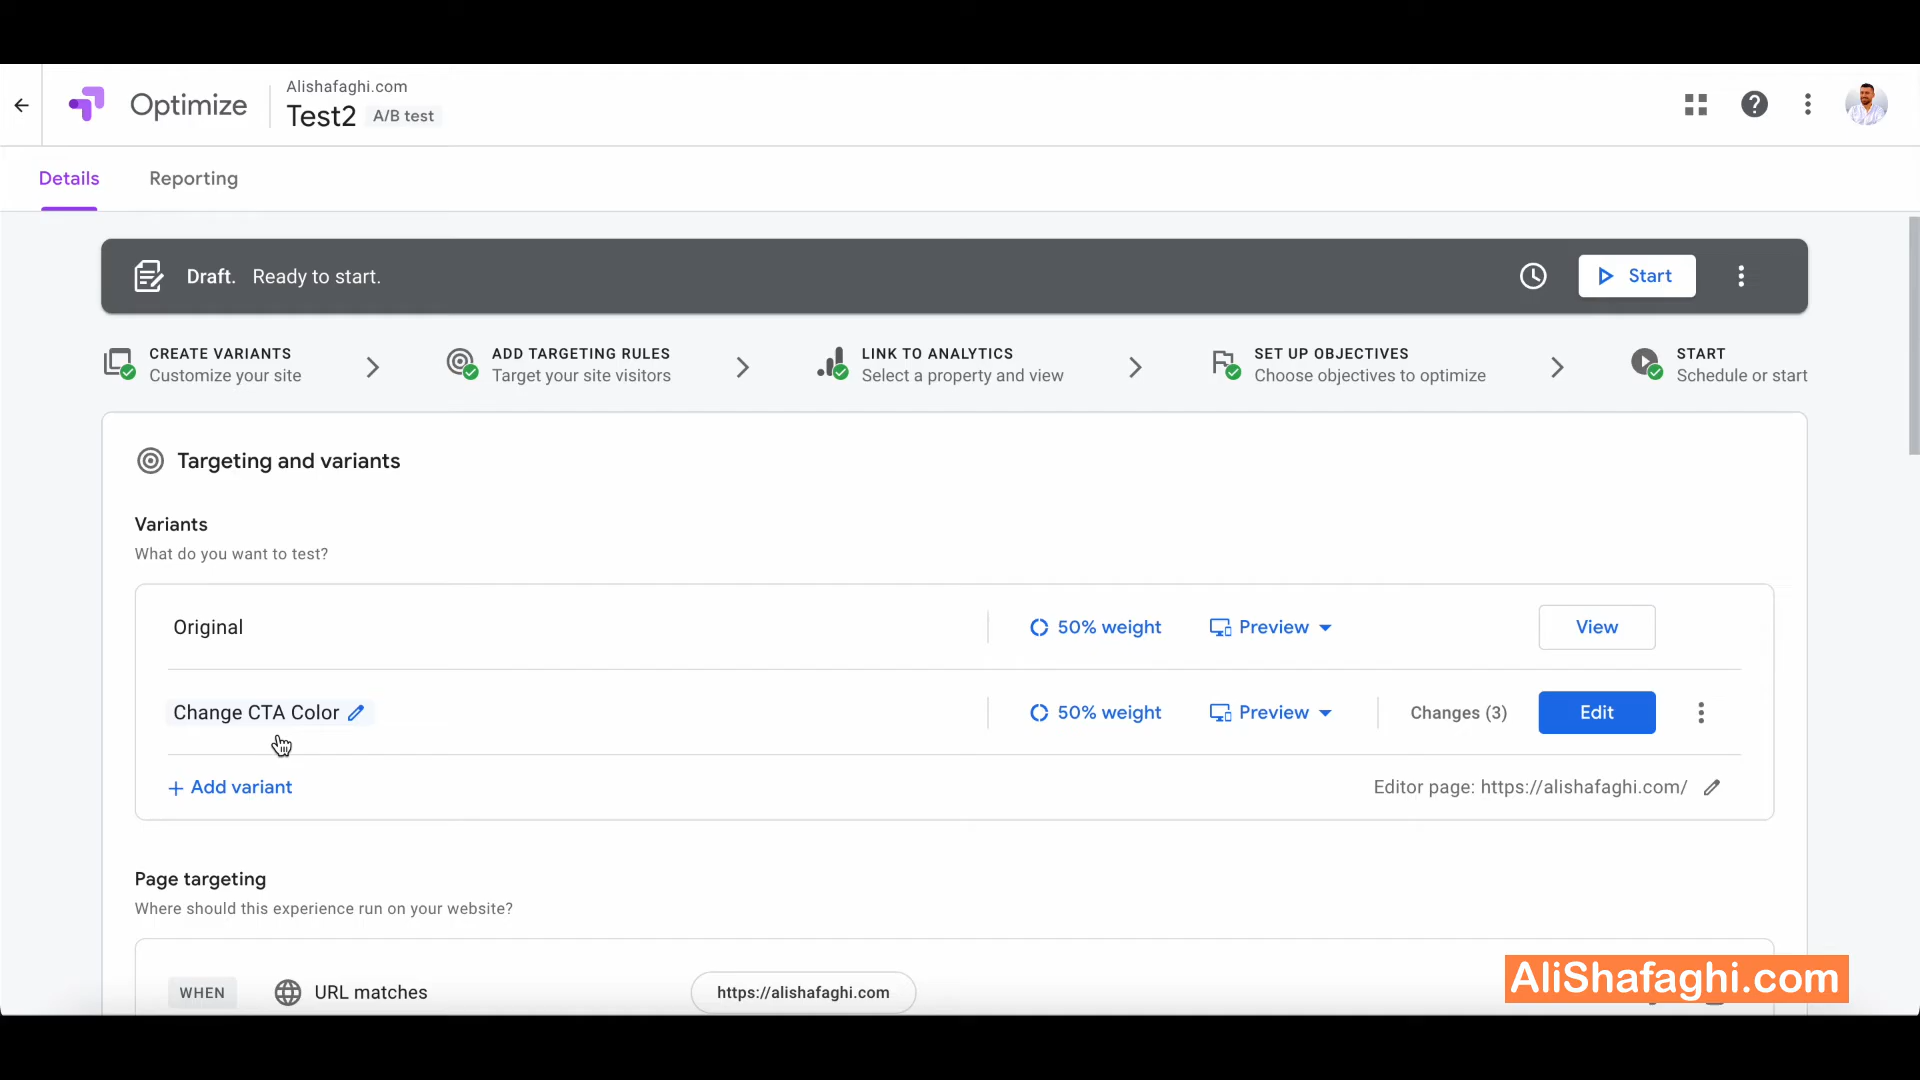 Alishafaghi.com
Optimize
Test2 A/B test
Details Reporting
Draft. Ready to start. Start
CREATE VARIANTS
Customize your site
ADD TARGETING RULES
Target your site visitors
LINK TO ANALYTICS
Select a property and view
SET UP OBJECTIVES
Choose objectives to optimize
START
Schedule or start
Targeting and variants
Variants
What do you want to test?
Original 50% weight Preview View
Change CTA Color 50% weight Preview Changes (3) Edit
+ Add variant Editor page: https://alishafaghi.com/
Page targeting
Where should this experience run on your website?
WHEN URL matches https://alishafaghi.com
AliShafaghi.com